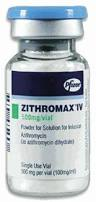 Pfizer
ZITHROMAX® IV
500mg/vial
Powder for Solution for Infusion
Azithromycin
(as azithromycin dihydrate)
Single Use Vial
500 mg per vial (100mg/ml)